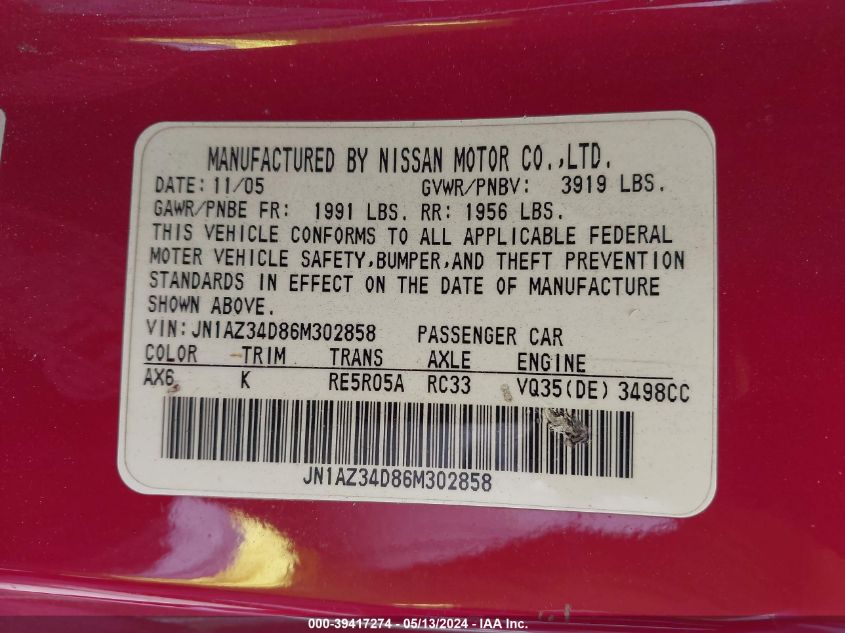 MANUFACTURED BY NISSAN MOTOR CO.,LTD.
DATE: 11/05 GVWR/PNBV: 3919 LBS.
GAWR/PNBE FR: 1991 LBS. RR: 1956 LBS.
THIS VEHICLE CONFORMS TO ALL APPLICABLE FEDERAL
MOTER VEHICLE SAFETY,BUMPER,AND THEFT PREVENTION
STANDARDS IN EFFECT ON THE DATE OF MANUFACTURE
SHOWN ABOVE.
VIN:JN1AZ34D86M302858 PASSENGER CAR
COLOR TRIM TRANS AXLE ENGINE
AX6 K RE5R05A RC33 VQ35(DE) 3498CC
JN1AZ34D86M302858
000-39417274 - 05/13/2024 - IAA Inc.